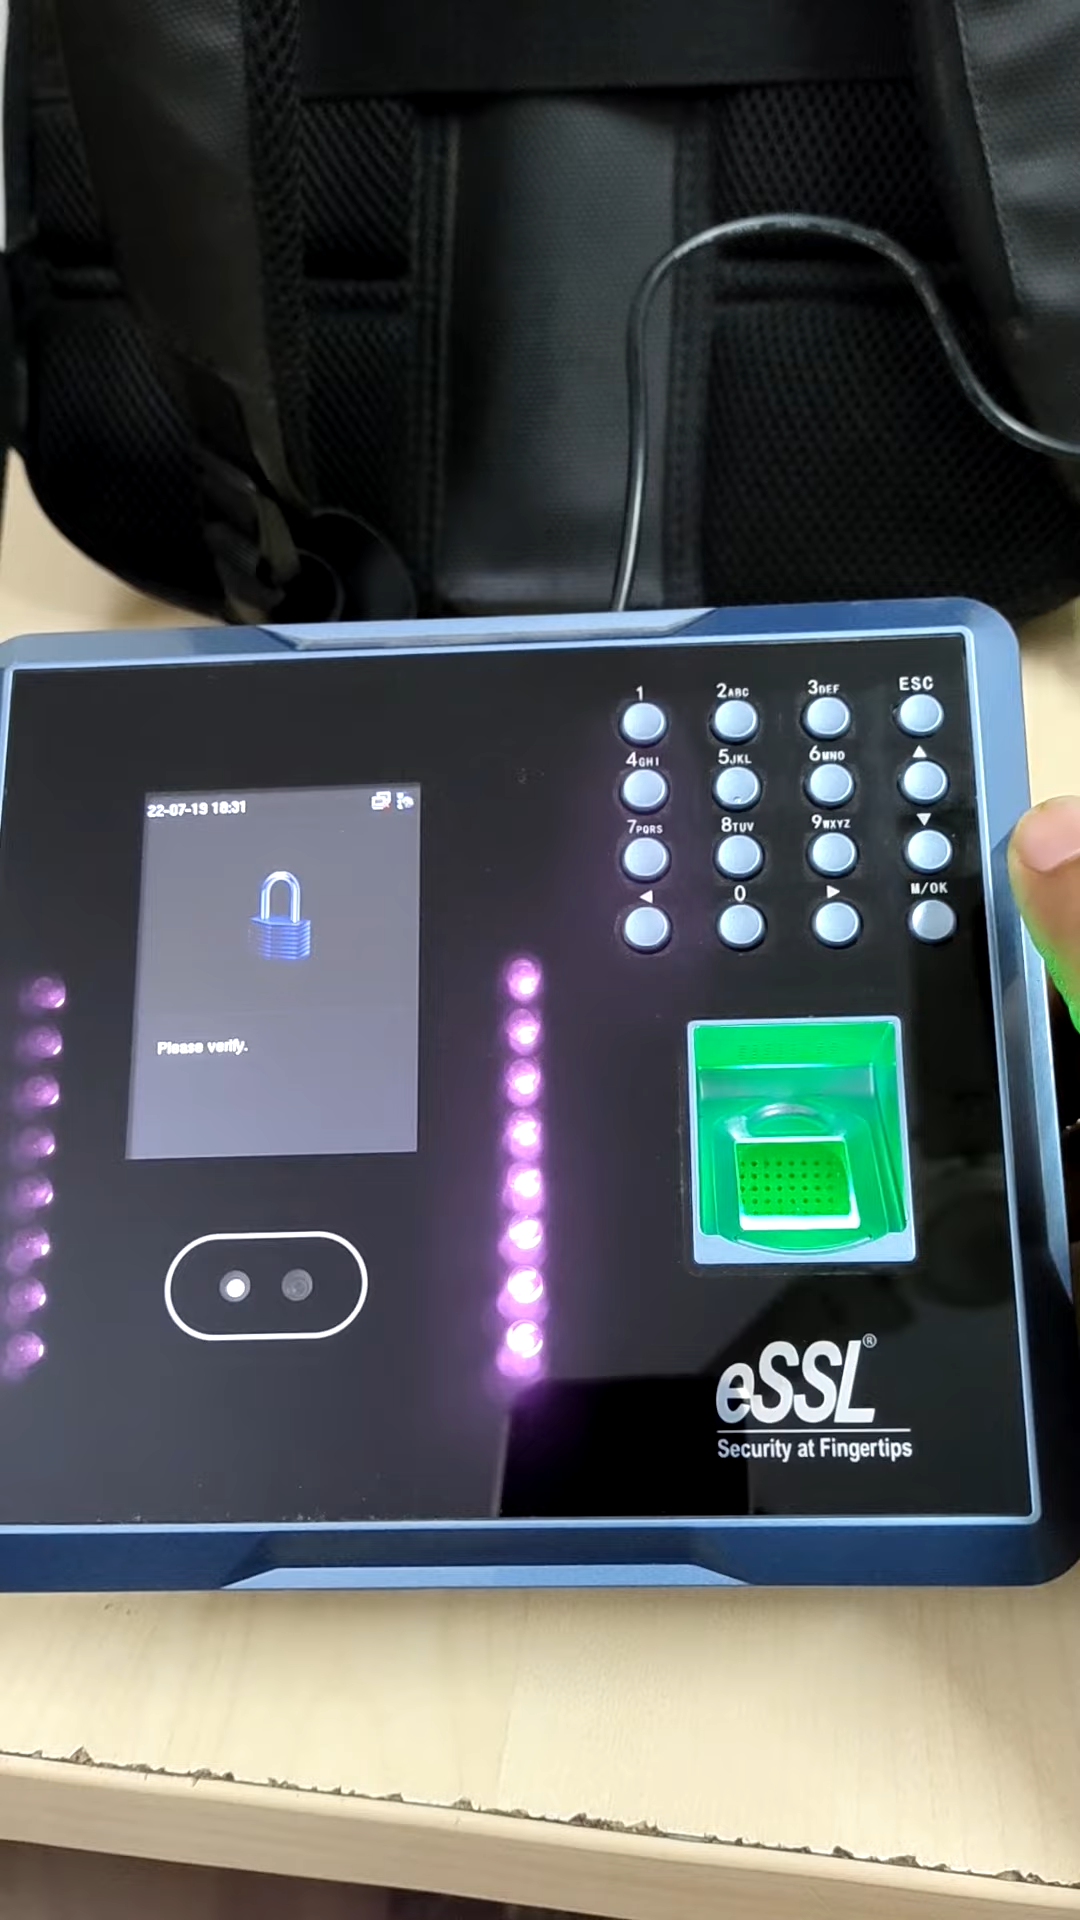 1 2ABC 3DEF ESC
4GHI 5JKL 6MNO ▲
7PQRS 8TUV 9WXYZ ▼
◀ 0 ▶ M/OK
22-07-19 18:31
Please verify.
eSSL®
Security at Fingertips